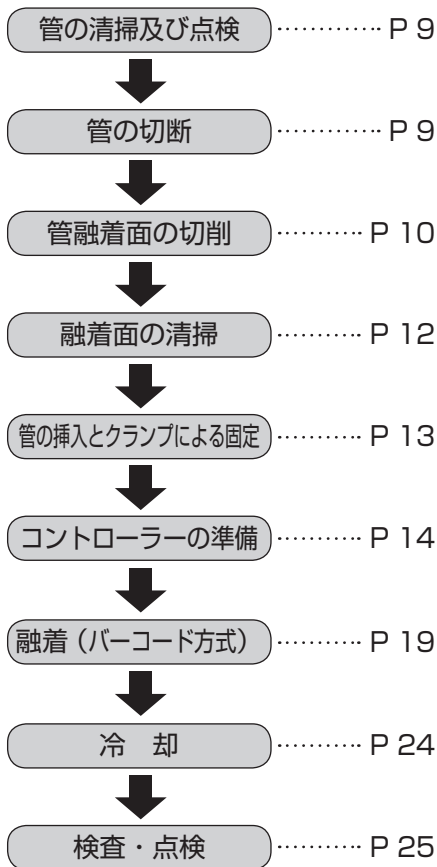 管の清掃及び点検 ………… P 9
管の切断 ………… P 9
管融着面の切削 ………… P 10
融着面の清掃 ………… P 12
管の挿入とクランプによる固定 ………… P 13
コントローラーの準備 ………… P 14
融着（バーコード方式） ………… P 19
冷　却 ………… P 24
検査・点検 ………… P 25